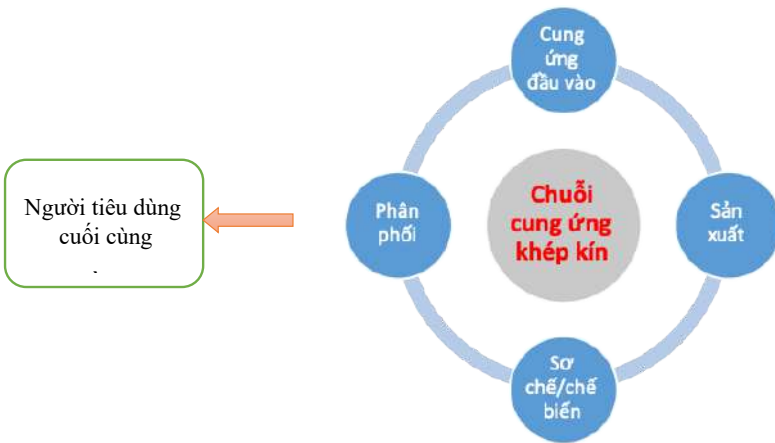 Cung
ứng
đầu vào
Người tiêu dùng
cuối cùng
Phân
phối
Chuỗi
cung ứng
khép kín
Sản
xuất
Sơ
chế/chế
biến